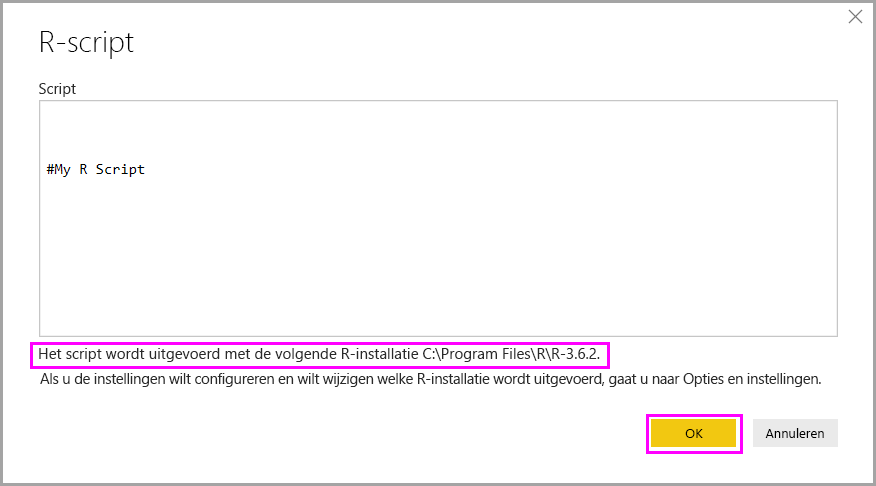 R-script
Script
#My R Script
Het script wordt uitgevoerd met de volgende R-installatie C:\Program Files\R\R-3.6.2.
Als u de instellingen wilt configureren en wilt wijzigen welke R-installatie wordt uitgevoerd, gaat u naar Opties en instellingen.
OK
Annuleren